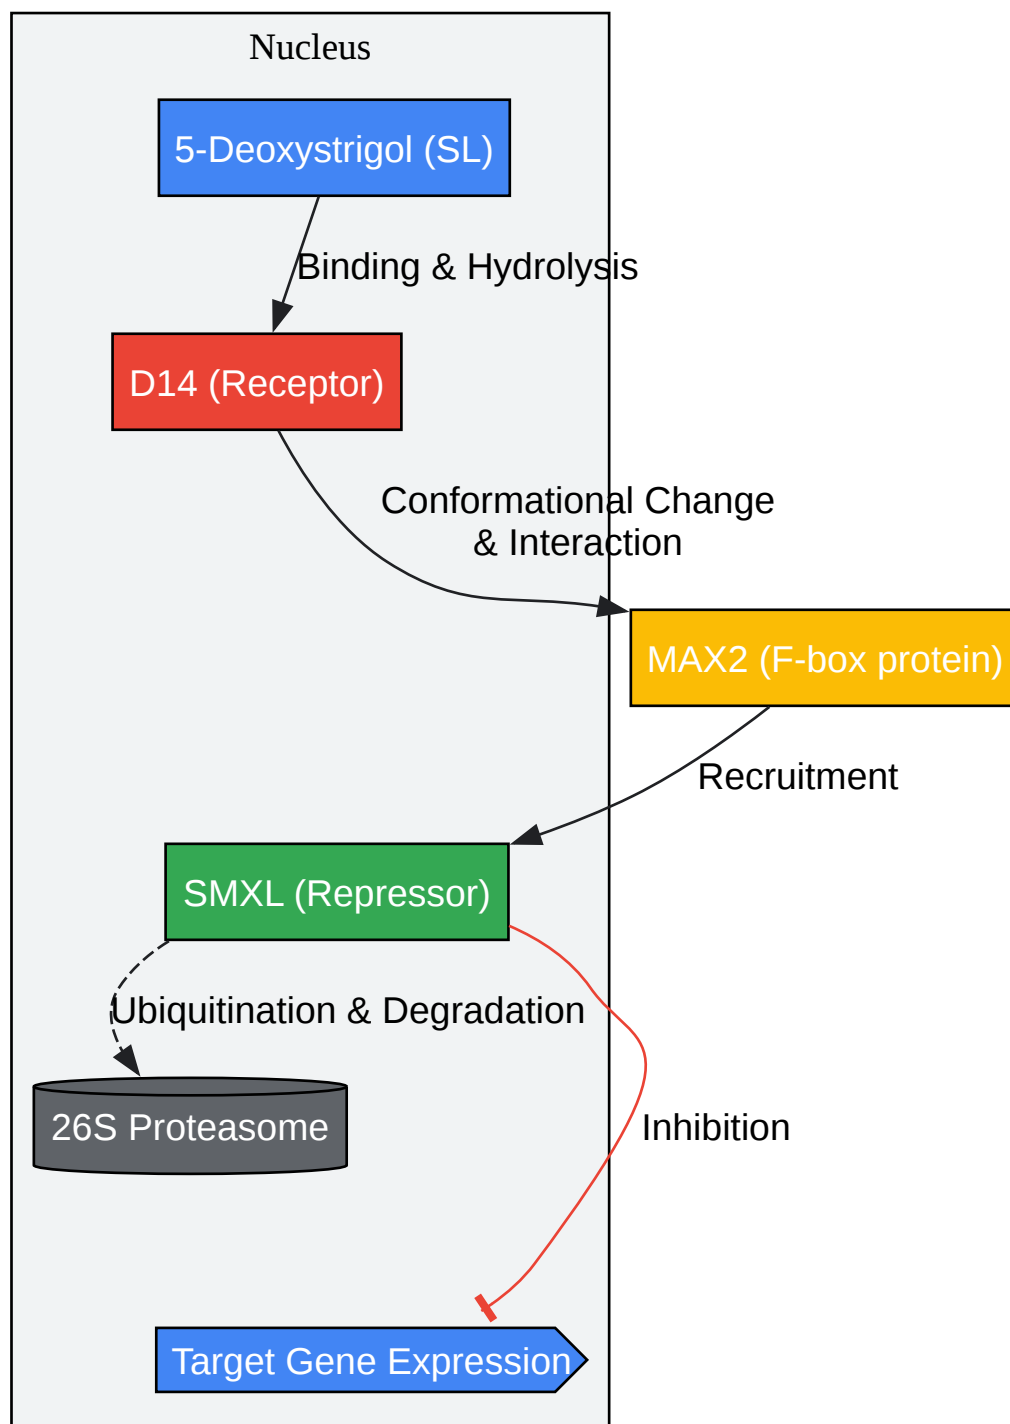 Nucleus
5-Deoxystrigol (SL)
Binding & Hydrolysis
D14 (Receptor)
Conformational Change
& Interaction
MAX2 (F-box protein)
Recruitment
SMXL (Repressor)
Ubiquitination & Degradation
26S Proteasome
Inhibition
Target Gene Expression